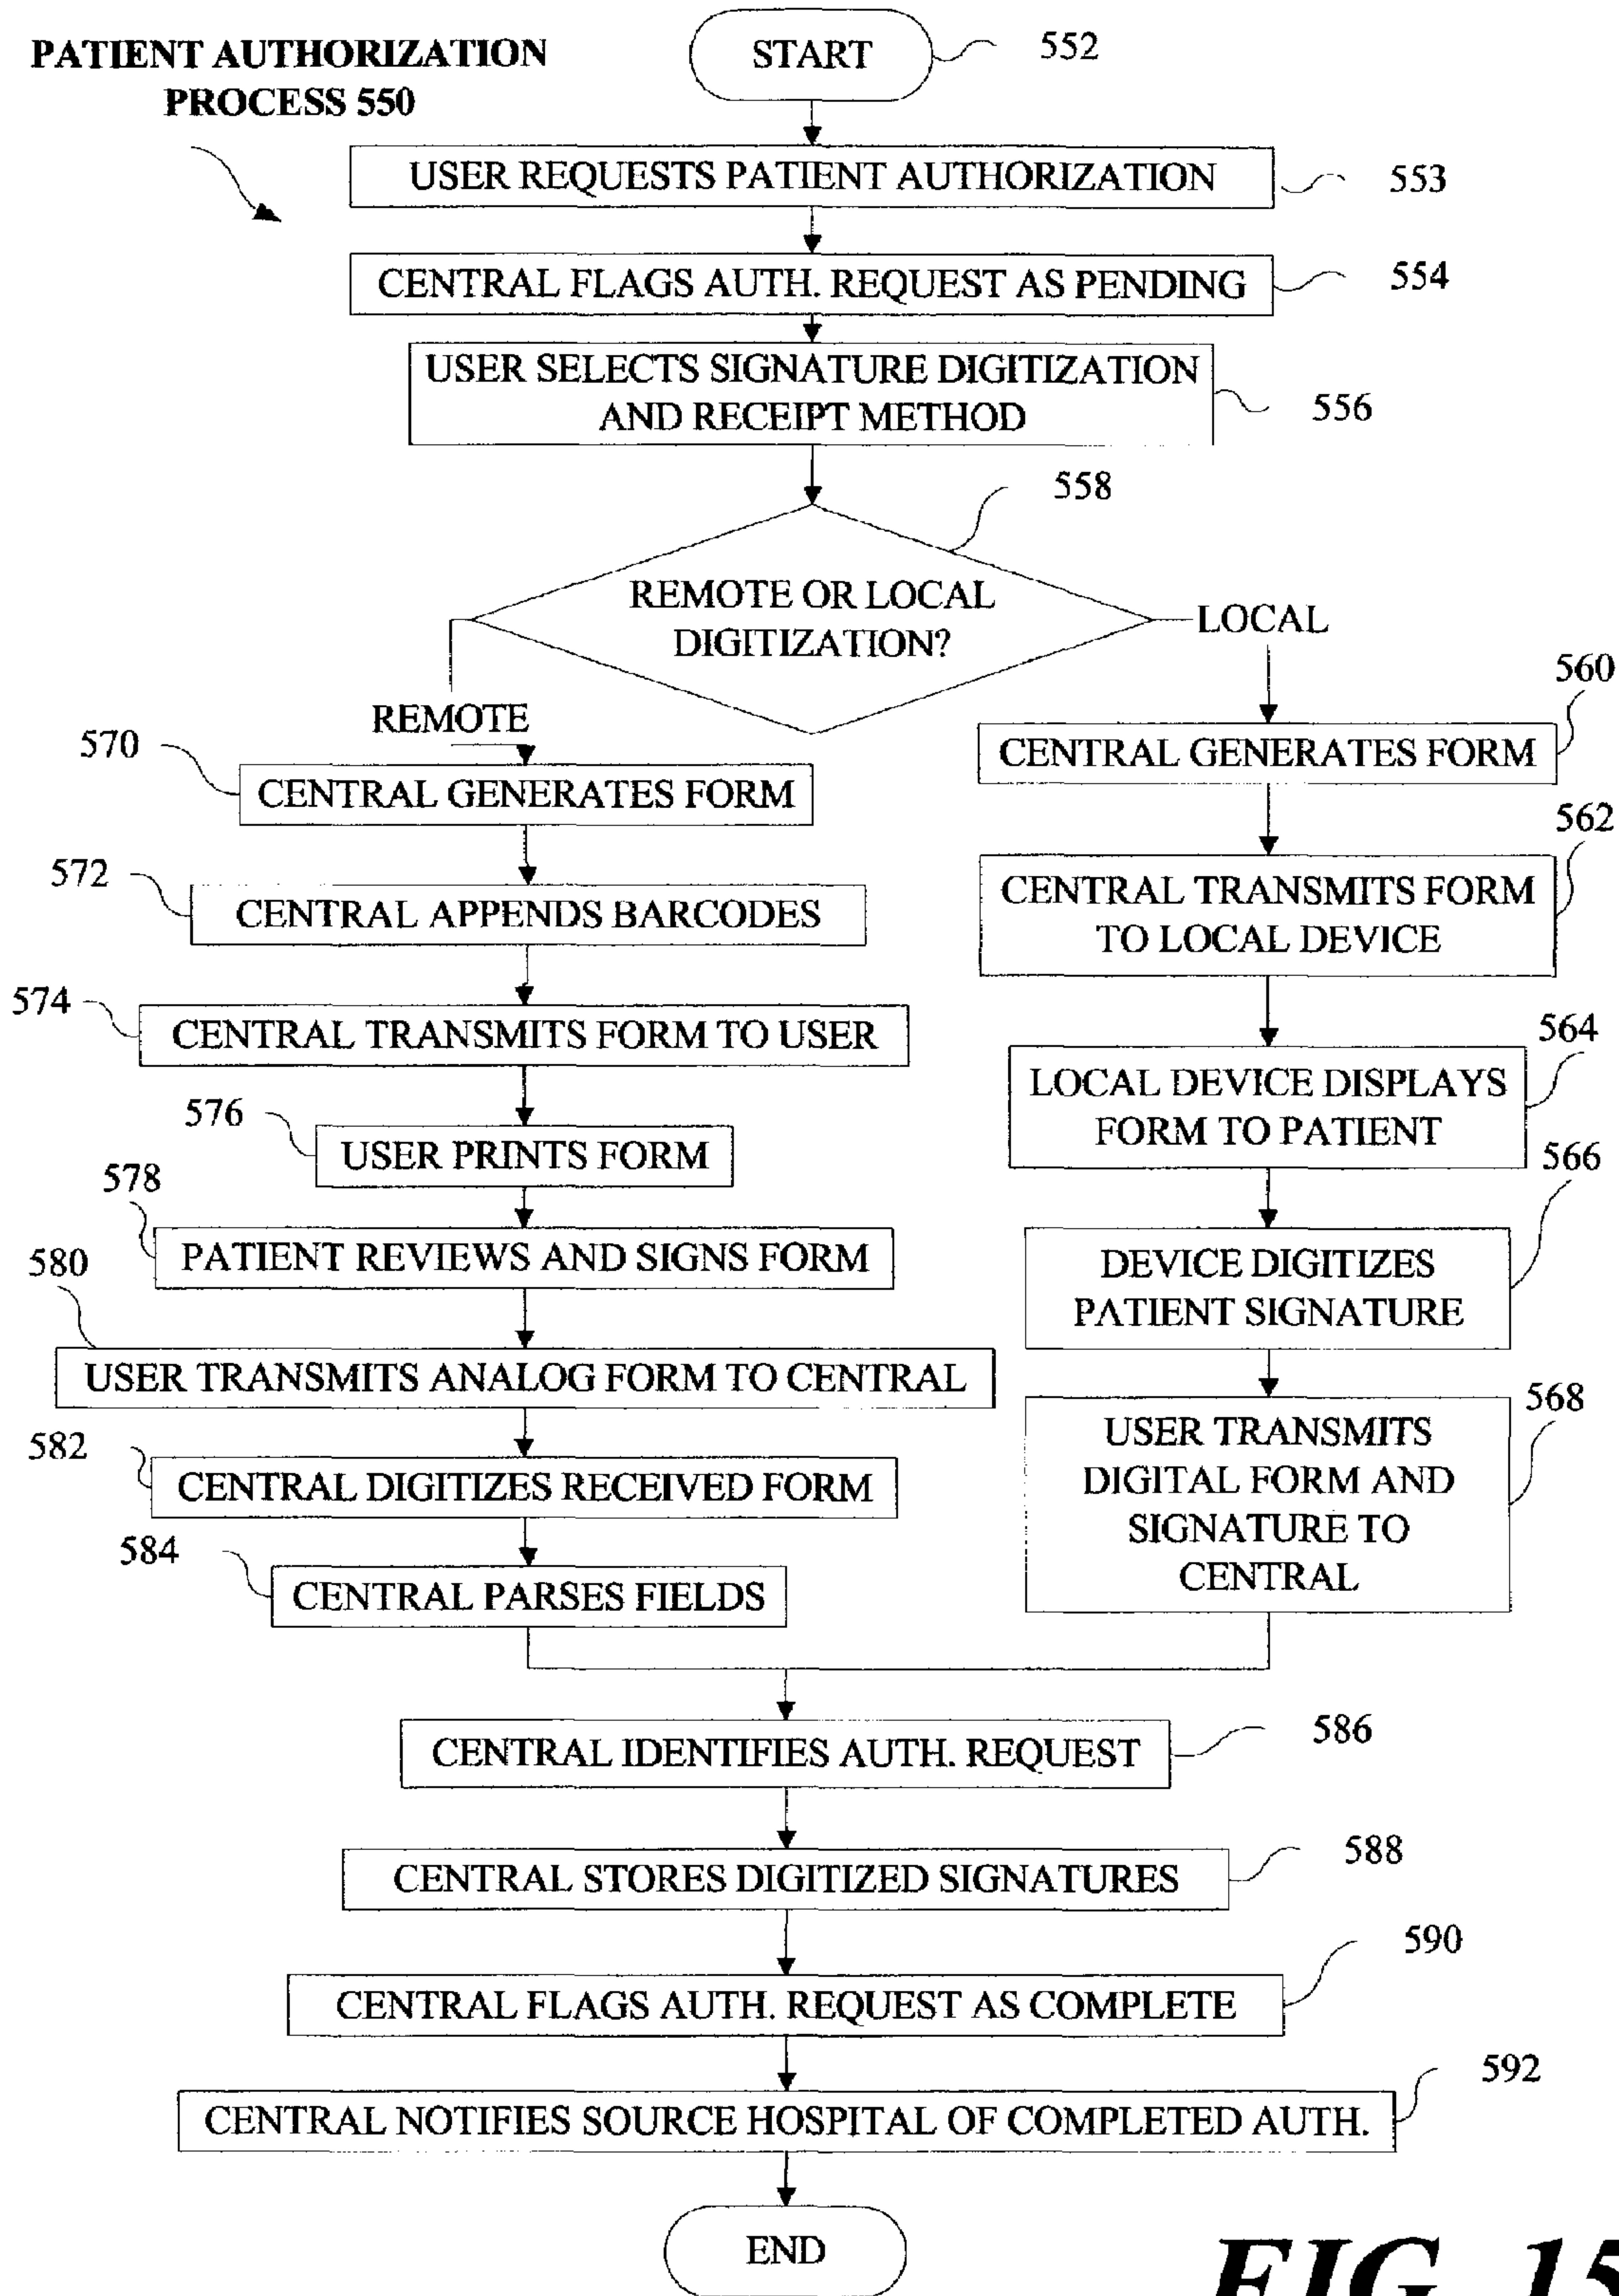 PATIENT AUTHORIZATION
PROCESS 550
START
552
USER REQUESTS PATIENT AUTHORIZATION
553
CENTRAL FLAGS AUTH. REQUEST AS PENDING
554
USER SELECTS SIGNATURE DIGITIZATION
AND RECEIPT METHOD
556
558
REMOTE OR LOCAL
DIGITIZATION?
LOCAL
REMOTE
570
CENTRAL GENERATES FORM
572
CENTRAL APPENDS BARCODES
574
CENTRAL TRANSMITS FORM TO USER
576
USER PRINTS FORM
578
PATIENT REVIEWS AND SIGNS FORM
580
USER TRANSMITS ANALOG FORM TO CENTRAL
582
CENTRAL DIGITIZES RECEIVED FORM
584
CENTRAL PARSES FIELDS
560
CENTRAL GENERATES FORM
562
CENTRAL TRANSMITS FORM
TO LOCAL DEVICE
564
LOCAL DEVICE DISPLAYS
FORM TO PATIENT
566
DEVICE DIGITIZES
PATIENT SIGNATURE
568
USER TRANSMITS
DIGITAL FORM AND
SIGNATURE TO
CENTRAL
CENTRAL IDENTIFIES AUTH. REQUEST
586
CENTRAL STORES DIGITIZED SIGNATURES
588
CENTRAL FLAGS AUTH. REQUEST AS COMPLETE
590
CENTRAL NOTIFIES SOURCE HOSPITAL OF COMPLETED AUTH.
592
END
FIG. 15